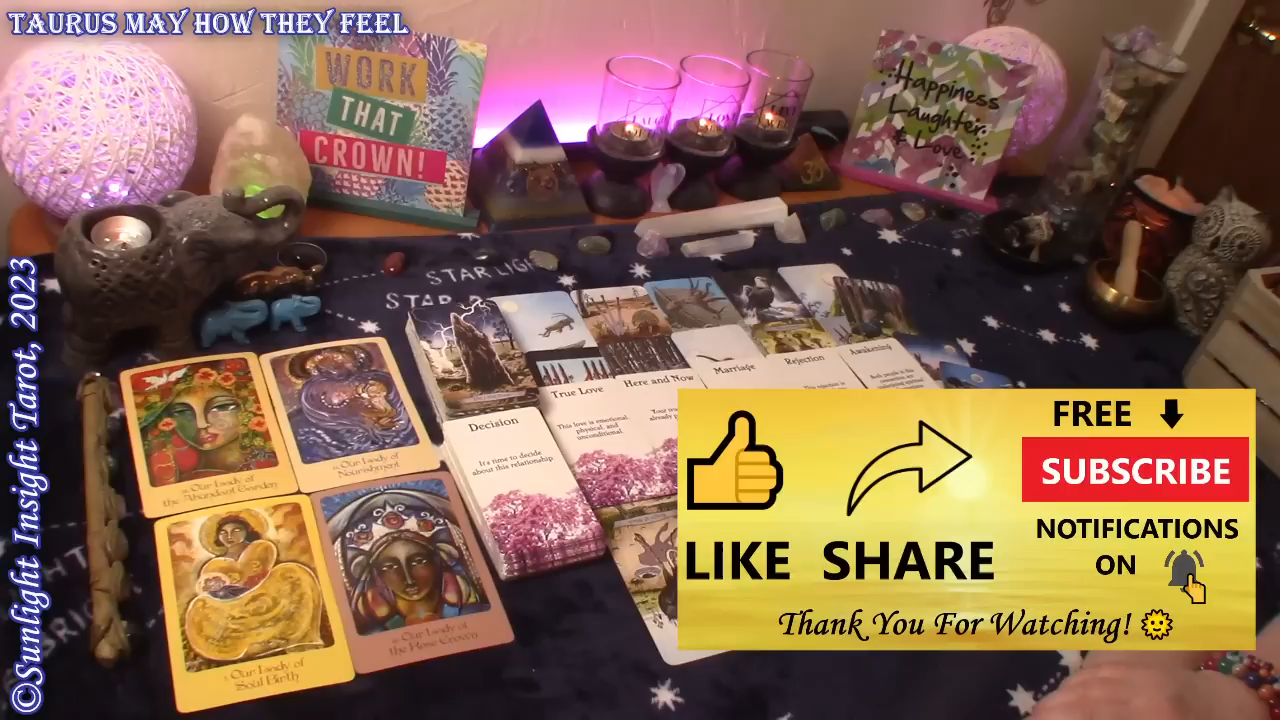 TAURUS MAY HOW THEY FEEL
WORK
THAT
CROWN!
Happiness
Laughter
& Love
STAR LIGH
STAR
©Sunlight Insight Tarot, 2023
Our Lady of
the Abundant Garden
Our Lady of
Nourishment
Our Lady of
Soul Birth
Our Lady of
the Rose Crown
Decision
It's time to decide
about this relationship.
True Love
This love is emotional,
physical, and
unconditional.
Here and Now
Marriage
Rejection
Awakening
FREE
SUBSCRIBE
NOTIFICATIONS
ON
LIKE SHARE
Thank You For Watching!